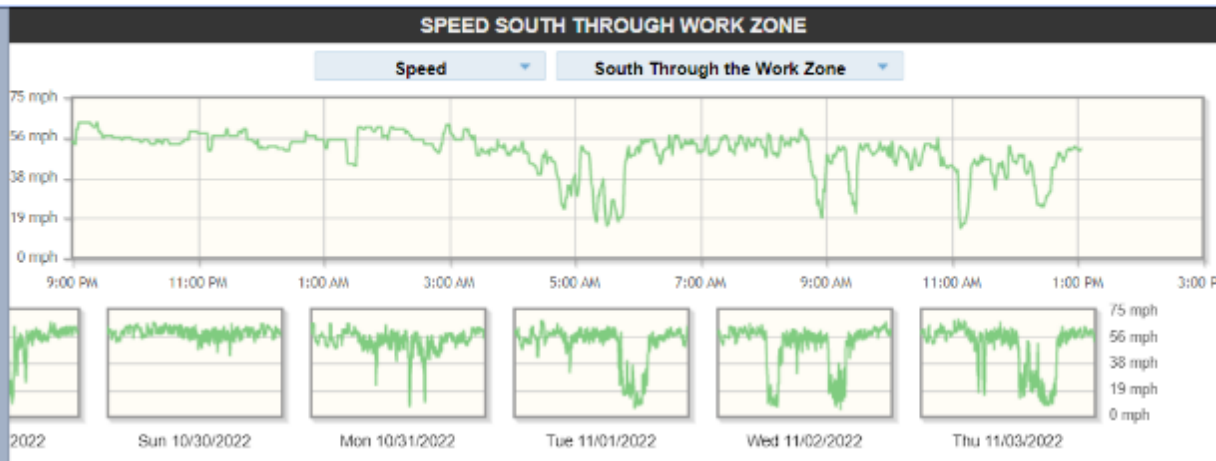 SPEED SOUTH THROUGH WORK ZONE
Speed South Through the Work Zone
75 mph
56 mph
38 mph
19 mph
0 mph
9:00 PM 11:00 PM 1:00 AM 3:00 AM 5:00 AM 7:00 AM 9:00 AM 11:00 AM 1:00 PM 3:00 P
75 mph
56 mph
38 mph
19 mph
0 mph
2022 Sun 10/30/2022 Mon 10/31/2022 Tue 11/01/2022 Wed 11/02/2022 Thu 11/03/2022